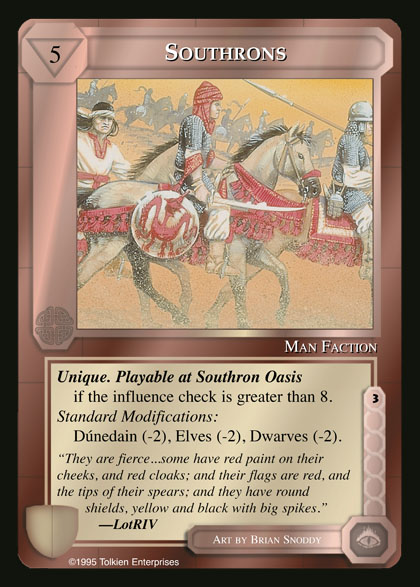 5
SOUTHRONS
MAN FACTION
Unique. Playable at Southron Oasis
if the influence check is greater than 8.
Standard Modifications:
Dúnedain (-2), Elves (-2), Dwarves (-2).
3
“They are fierce...some have red paint on their
cheeks, and red cloaks; and their flags are red, and
the tips of their spears; and they have round
shields, yellow and black with big spikes.”
—LotRIV
ART BY BRIAN SNODDY
©1995 Tolkien Enterprises